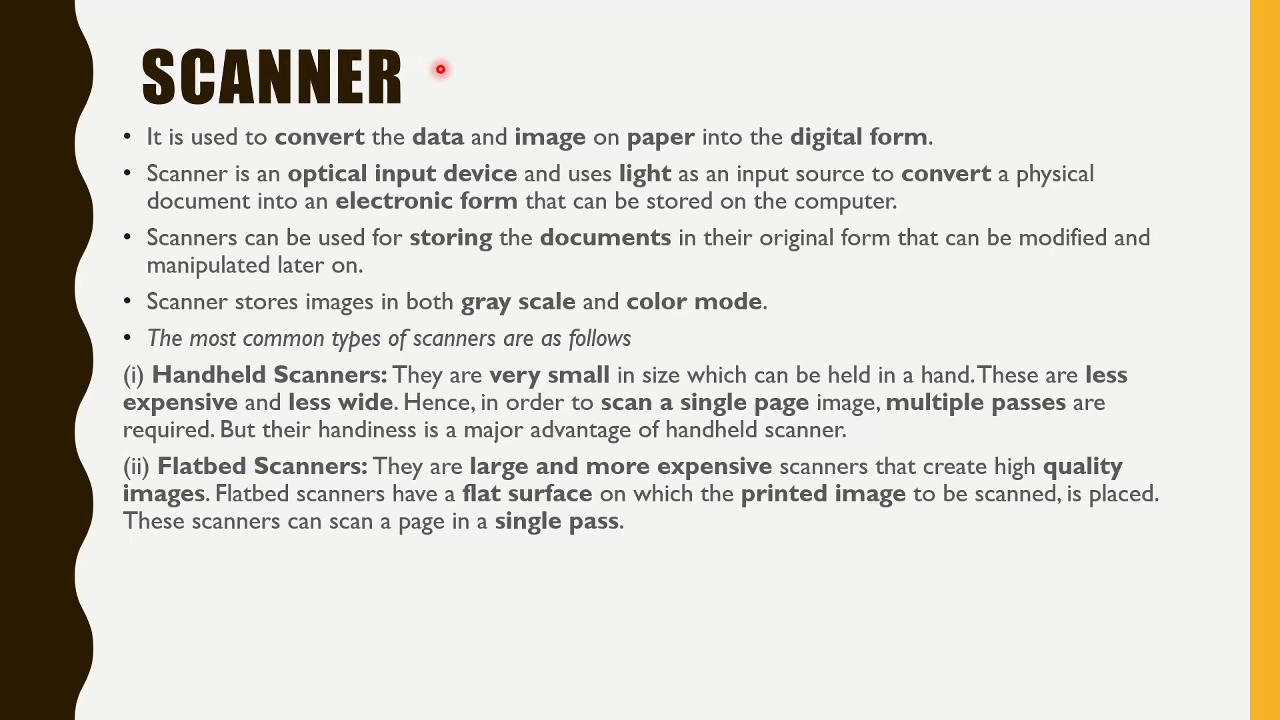 SCANNER
• It is used to convert the data and image on paper into the digital form.
• Scanner is an optical input device and uses light as an input source to convert a physical
document into an electronic form that can be stored on the computer.
• Scanners can be used for storing the documents in their original form that can be modified and
manipulated later on.
• Scanner stores images in both gray scale and color mode.
• The most common types of scanners are as follows
(i) Handheld Scanners: They are very small in size which can be held in a hand. These are less
expensive and less wide. Hence, in order to scan a single page image, multiple passes are
required. But their handiness is a major advantage of handheld scanner.
(ii) Flatbed Scanners: They are large and more expensive scanners that create high quality
images. Flatbed scanners have a flat surface on which the printed image to be scanned, is placed.
These scanners can scan a page in a single pass.